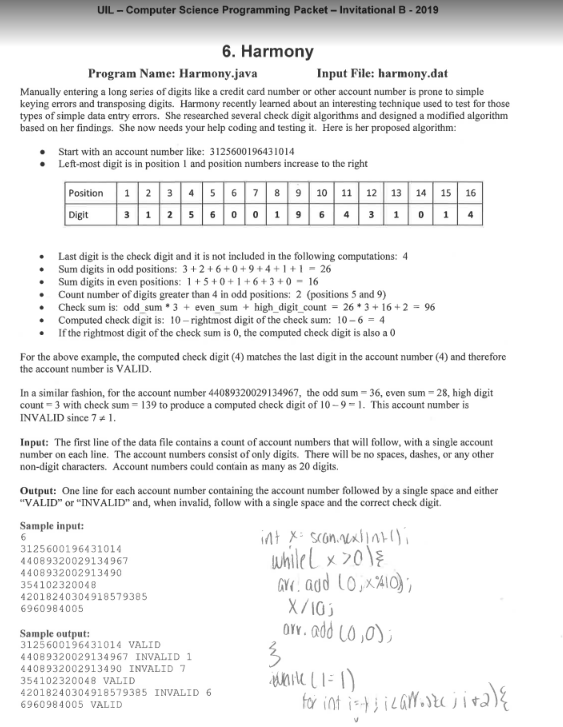 UIL – Computer Science Programming Packet – Invitational B - 2019
6. Harmony
Program Name: Harmony.java Input File: harmony.dat
Manually entering a long series of digits like a credit card number or other account number is prone to simple
keying errors and transposing digits. Harmony recently learned about an interesting technique used to test for those
types of simple data entry errors. She researched several check digit algorithms and designed a modified algorithm
based on her findings. She now needs your help coding and testing it. Here is her proposed algorithm:
• Start with an account number like: 3125600196431014
• Left-most digit is in position 1 and position numbers increase to the right
Position 1 2 3 4 5 6 7 8 9 10 11 12 13 14 15 16
Digit 3 1 2 5 6 0 0 1 9 6 4 3 1 0 1 4
• Last digit is the check digit and it is not included in the following computations: 4
• Sum digits in odd positions: 3 + 2 + 6 + 0 + 9 + 4 + 1 + 1 = 26
• Sum digits in even positions: 1 + 5 + 0 + 1 + 6 + 3 + 0 = 16
• Count number of digits greater than 4 in odd positions: 2 (positions 5 and 9)
• Check sum is: odd_sum * 3 + even_sum + high_digit_count = 26 * 3 + 16 + 2 = 96
• Computed check digit is: 10 – rightmost digit of the check sum: 10 – 6 = 4
• If the rightmost digit of the check sum is 0, the computed check digit is also a 0
For the above example, the computed check digit (4) matches the last digit in the account number (4) and therefore
the account number is VALID.
In a similar fashion, for the account number 44089320029134967, the odd sum = 36, even sum = 28, high digit
count = 3 with check sum = 139 to produce a computed check digit of 10 – 9 = 1. This account number is
INVALID since 7 ≠ 1.
Input: The first line of the data file contains a count of account numbers that will follow, with a single account
number on each line. The account numbers consist of only digits. There will be no spaces, dashes, or any other
non-digit characters. Account numbers could contain as many as 20 digits.
Output: One line for each account number containing the account number followed by a single space and either
"VALID" or "INVALID" and, when invalid, follow with a single space and the correct check digit.
Sample input:
6
3125600196431014
44089320029134967
4408932002913490
354102320048
42018240304918579385
6960984005
Sample output:
3125600196431014 VALID
44089320029134967 INVALID 1
4408932002913490 INVALID 7
354102320048 VALID
42018240304918579385 INVALID 6
6960984005 VALID
int x = scan.nextInt();
while( x >0){
arr.add (0,x%10);
x/10;
arr.add (0,0);
}
while (1=1)
for int i= ; i<arr.size ; i+2){